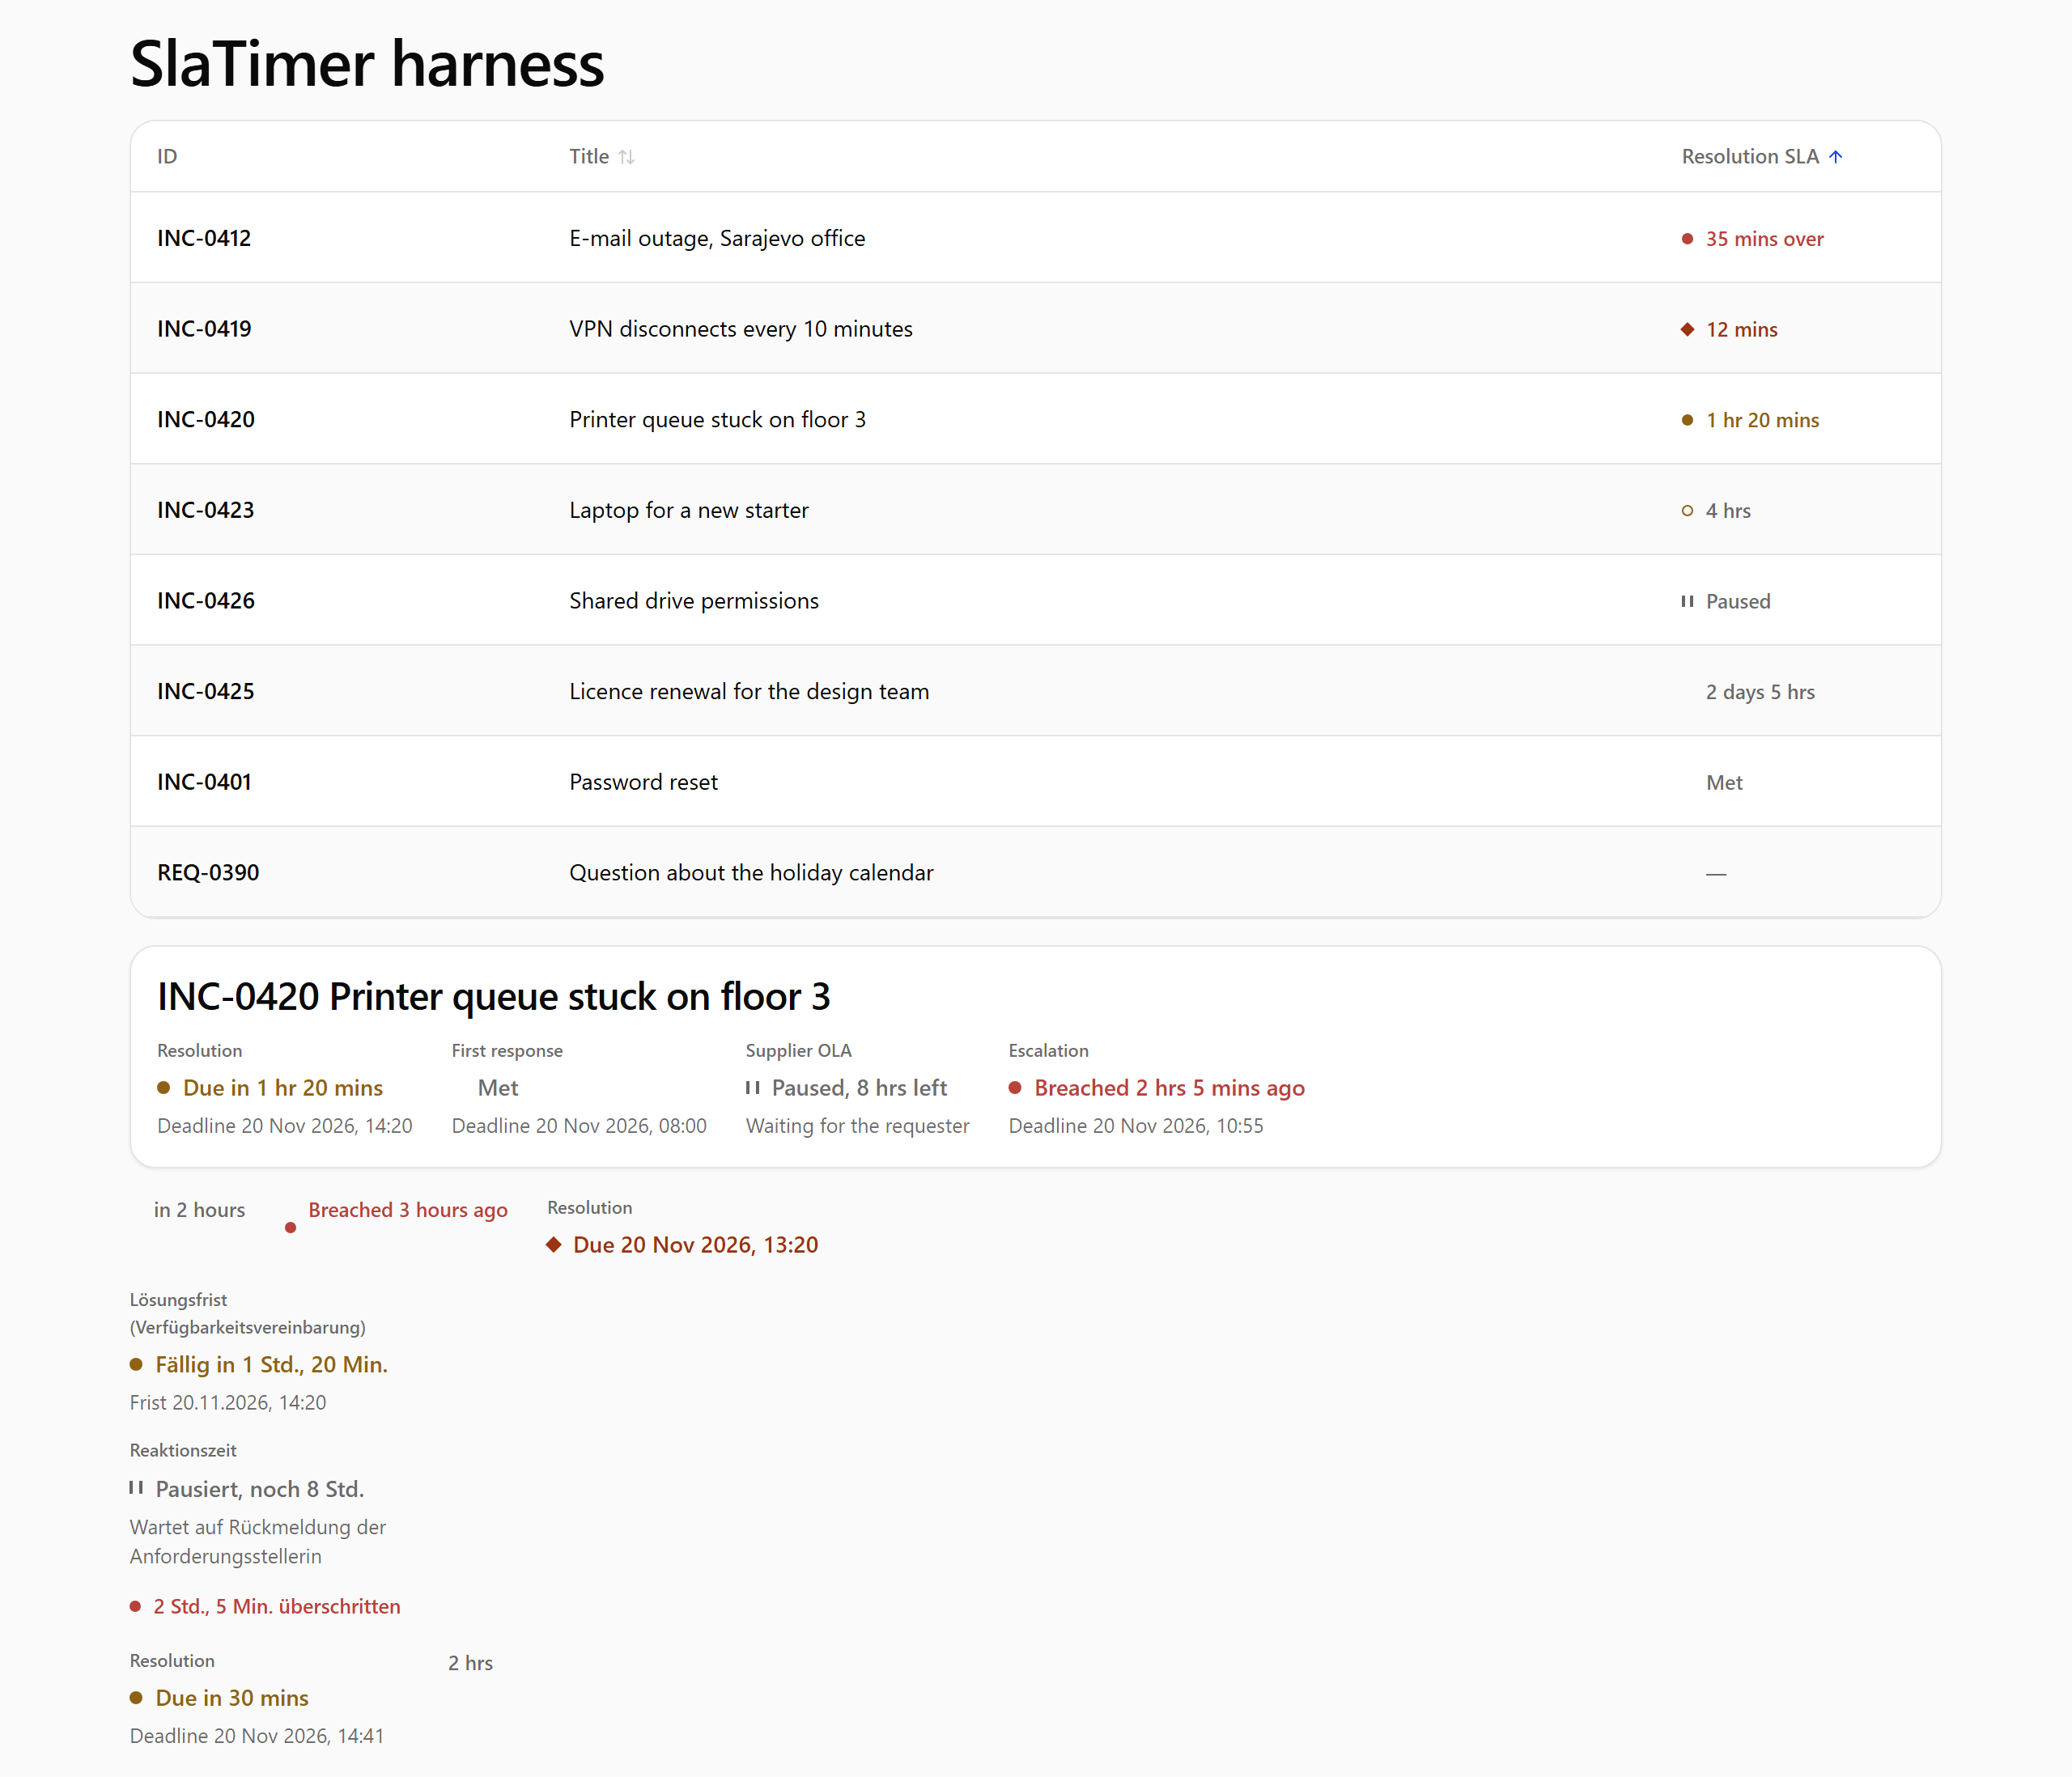 SlaTimer harness
ID Title Resolution SLA
INC-0412 E-mail outage, Sarajevo office 35 mins over
INC-0419 VPN disconnects every 10 minutes 12 mins
INC-0420 Printer queue stuck on floor 3 1 hr 20 mins
INC-0423 Laptop for a new starter 4 hrs
INC-0426 Shared drive permissions Paused
INC-0425 Licence renewal for the design team 2 days 5 hrs
INC-0401 Password reset Met
REQ-0390 Question about the holiday calendar —
INC-0420 Printer queue stuck on floor 3
Resolution First response Supplier OLA Escalation
Due in 1 hr 20 mins Met Paused, 8 hrs left Breached 2 hrs 5 mins ago
Deadline 20 Nov 2026, 14:20 Deadline 20 Nov 2026, 08:00 Waiting for the requester Deadline 20 Nov 2026, 10:55
in 2 hours Breached 3 hours ago Resolution
Due 20 Nov 2026, 13:20
Lösungsfrist
(Verfügbarkeitsvereinbarung)
Fällig in 1 Std., 20 Min.
Frist 20.11.2026, 14:20
Reaktionszeit
Pausiert, noch 8 Std.
Wartet auf Rückmeldung der
Anforderungsstellerin
2 Std., 5 Min. überschritten
Resolution 2 hrs
Due in 30 mins
Deadline 20 Nov 2026, 14:41